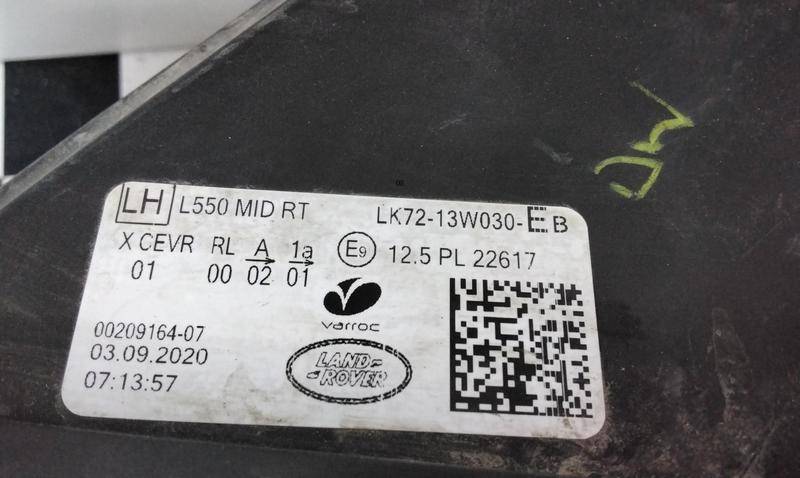 LH L550 MID RT LK72-13W030-EB
X CEVR RL A 1a E9 12.5 PL 22617
01 00 02 01
varroc
00209164-07
03.09.2020
07:13:57
LAND-
-ROVER